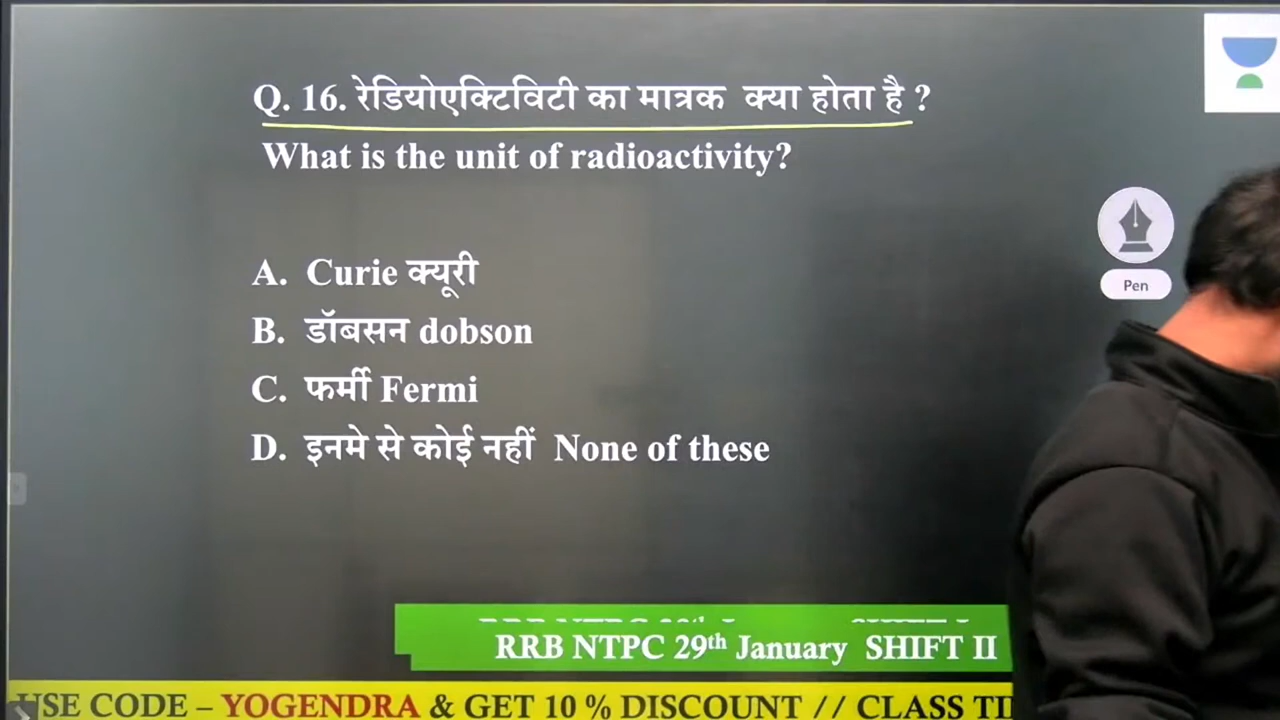 Q. 16. रेडियोएक्टिविटी का मात्रक क्या होता है ?
What is the unit of radioactivity?
A. Curie क्यूरी
B. डॉबसन dobson
C. फर्मी Fermi
D. इनमे से कोई नहीं None of these
Pen
RRB NTPC 29th January SHIFT II
USE CODE – YOGENDRA & GET 10 % DISCOUNT // CLASS